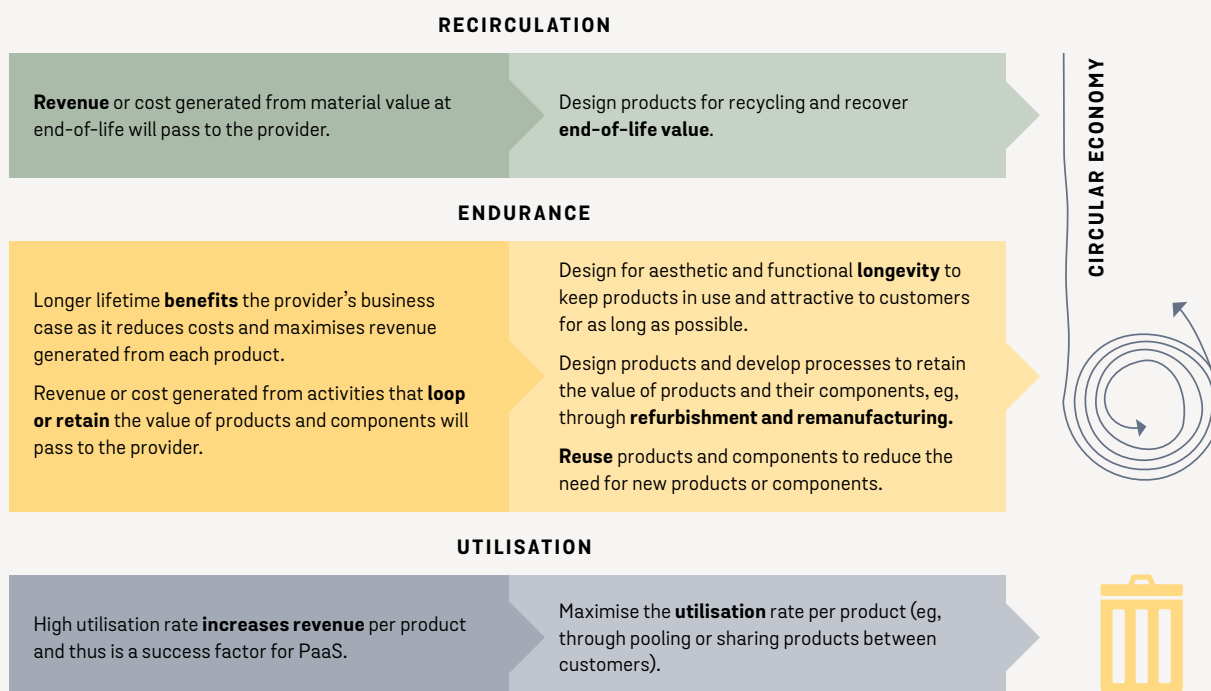 RECIRCULATION
Revenue or cost generated from material value at
end-of-life will pass to the provider.
Design products for recycling and recover
end-of-life value.
CIRCULAR ECONOMY
ENDURANCE
Longer lifetime benefits the provider's business
case as it reduces costs and maximises revenue
generated from each product.
Revenue or cost generated from activities that loop
or retain the value of products and components will
pass to the provider.
Design for aesthetic and functional longevity to
keep products in use and attractive to customers
for as long as possible.
Design products and develop processes to retain
the value of products and their components, eg,
through refurbishment and remanufacturing.
Reuse products and components to reduce the
need for new products or components.
UTILISATION
High utilisation rate increases revenue per product
and thus is a success factor for PaaS.
Maximise the utilisation rate per product (eg,
through pooling or sharing products between
customers).